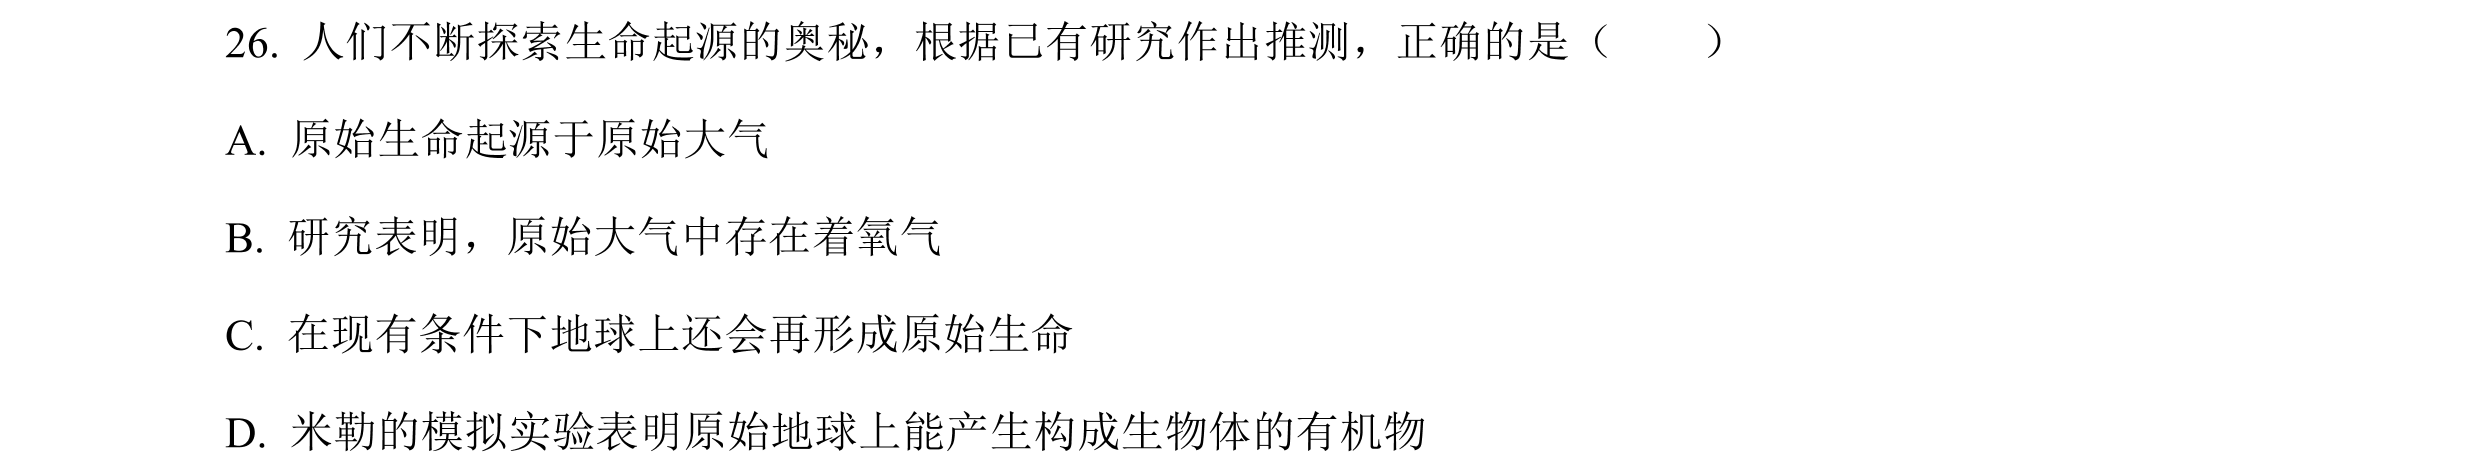 26. 人们不断探索生命起源的奥秘，根据已有研究作出推测，正确的是（　　）
A. 原始生命起源于原始大气
B. 研究表明，原始大气中存在着氧气
C. 在现有条件下地球上还会再形成原始生命
D. 米勒的模拟实验表明原始地球上能产生构成生物体的有机物